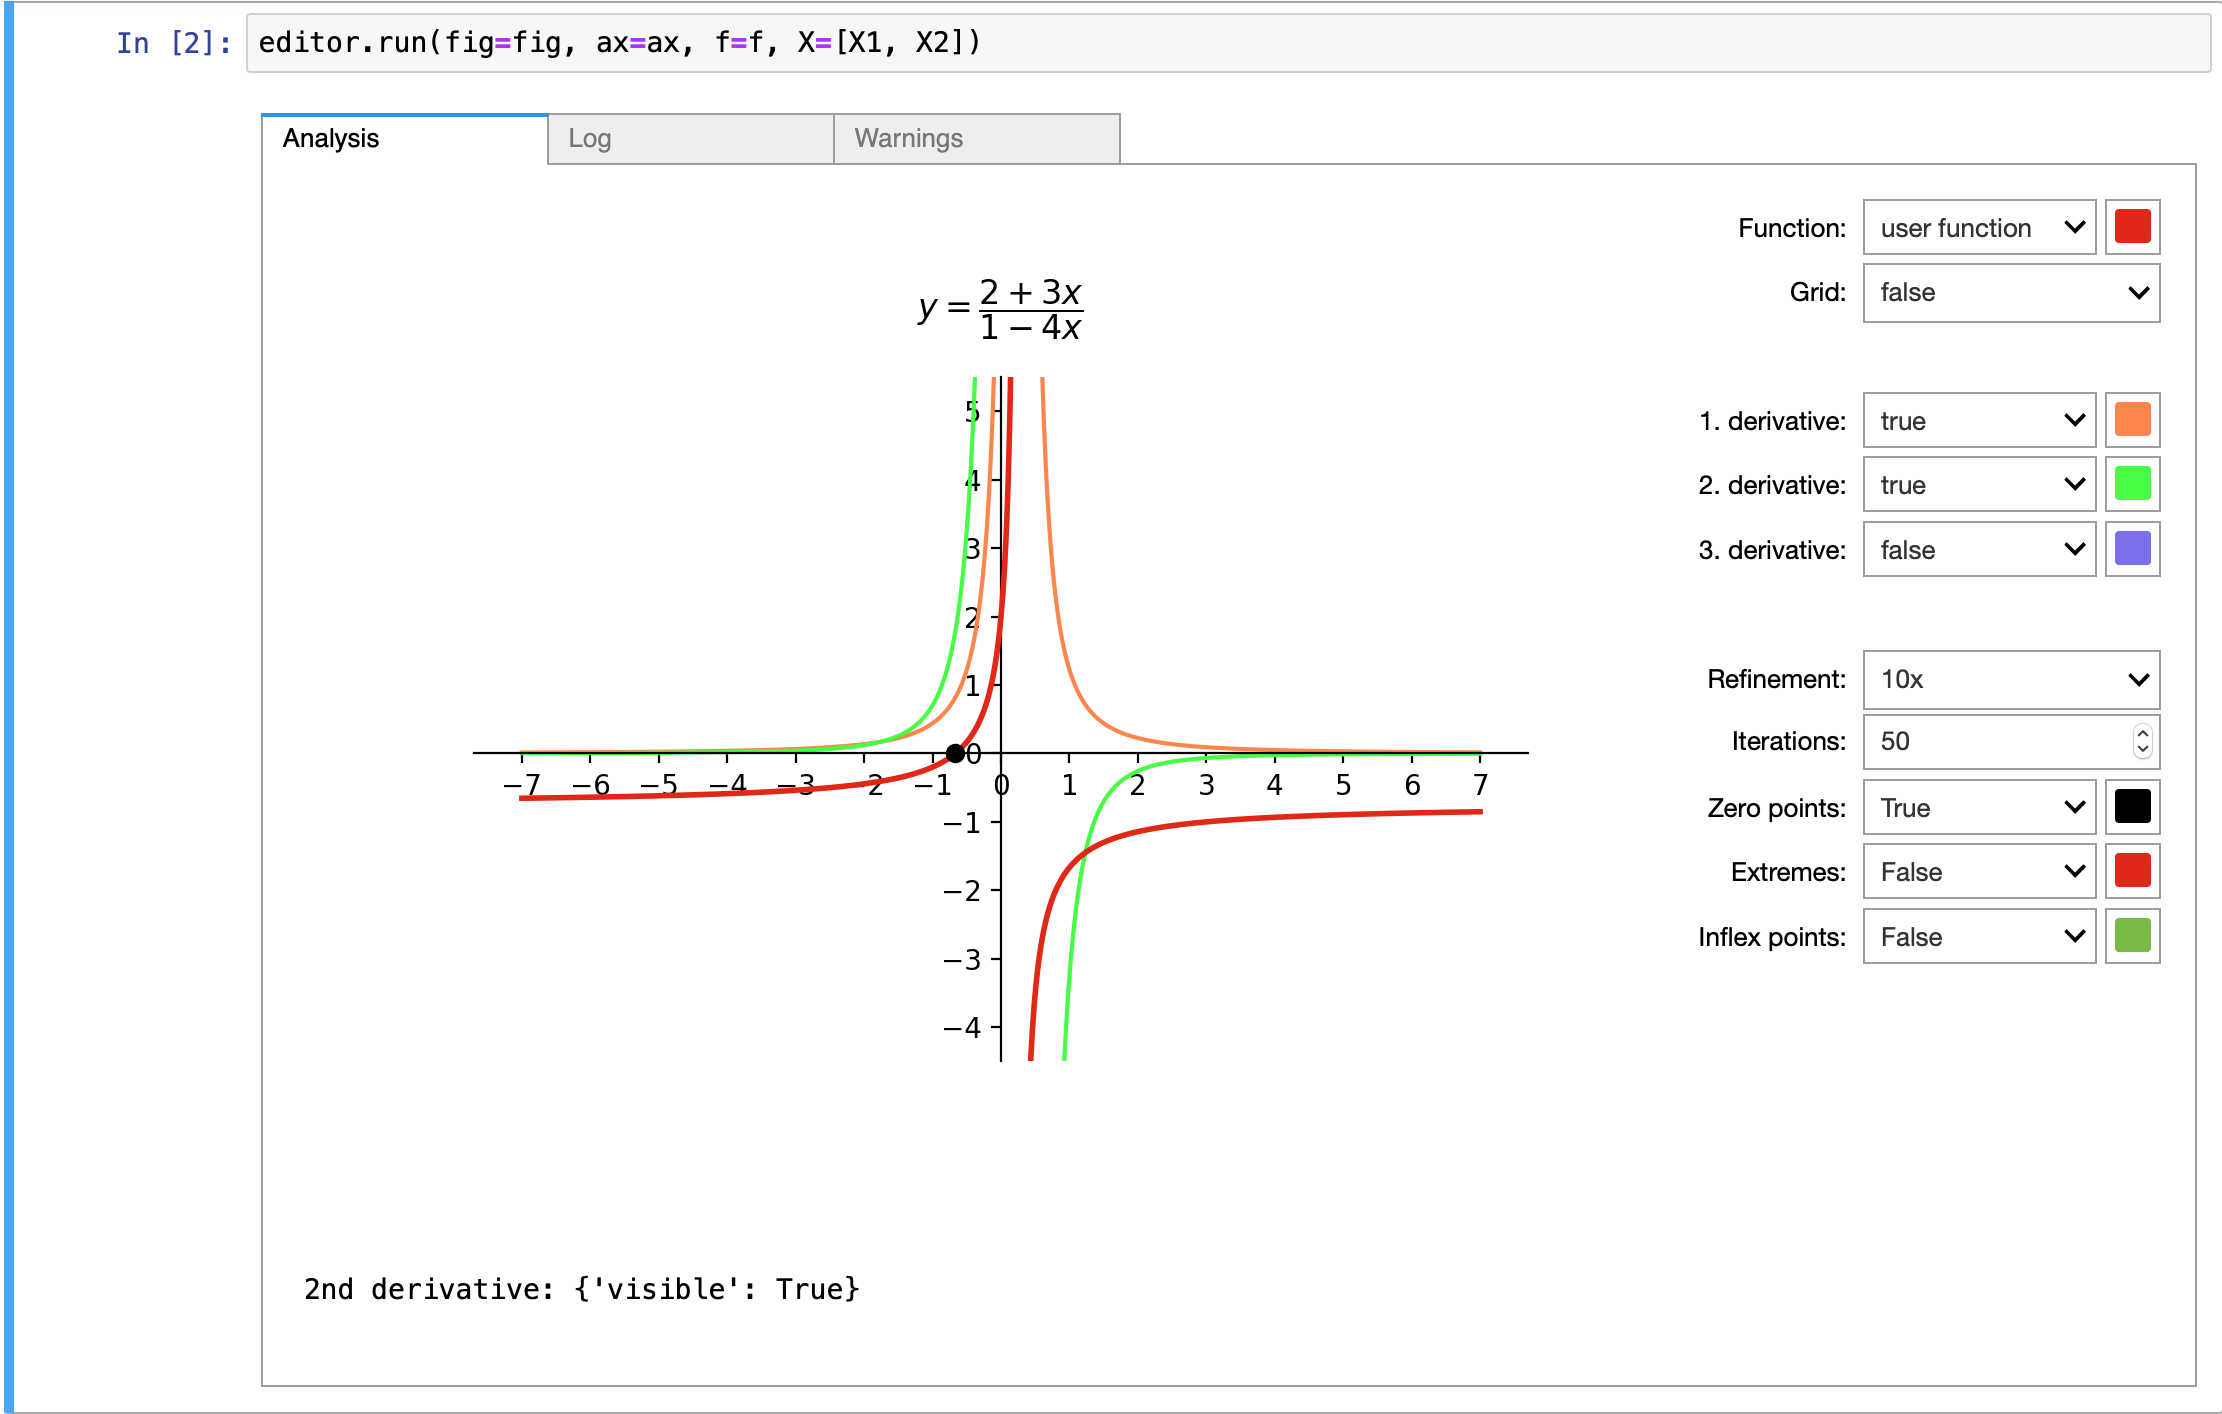 In [2]: editor.run(fig=fig, ax=ax, f=f, X=[X1, X2])
Analysis Log Warnings
Function: user function
Grid: false
y = \frac{2 + 3x}{1 − 4x}
1. derivative: true
2. derivative: true
3. derivative: false
Refinement: 10x
Iterations: 50
Zero points: True
Extremes: False
Inflex points: False
5
4
3
2
1
0
−7 −6 −5 −4 −3 −2 −1 0 1 2 3 4 5 6 7
−1
−2
−3
−4
2nd derivative: {'visible': True}